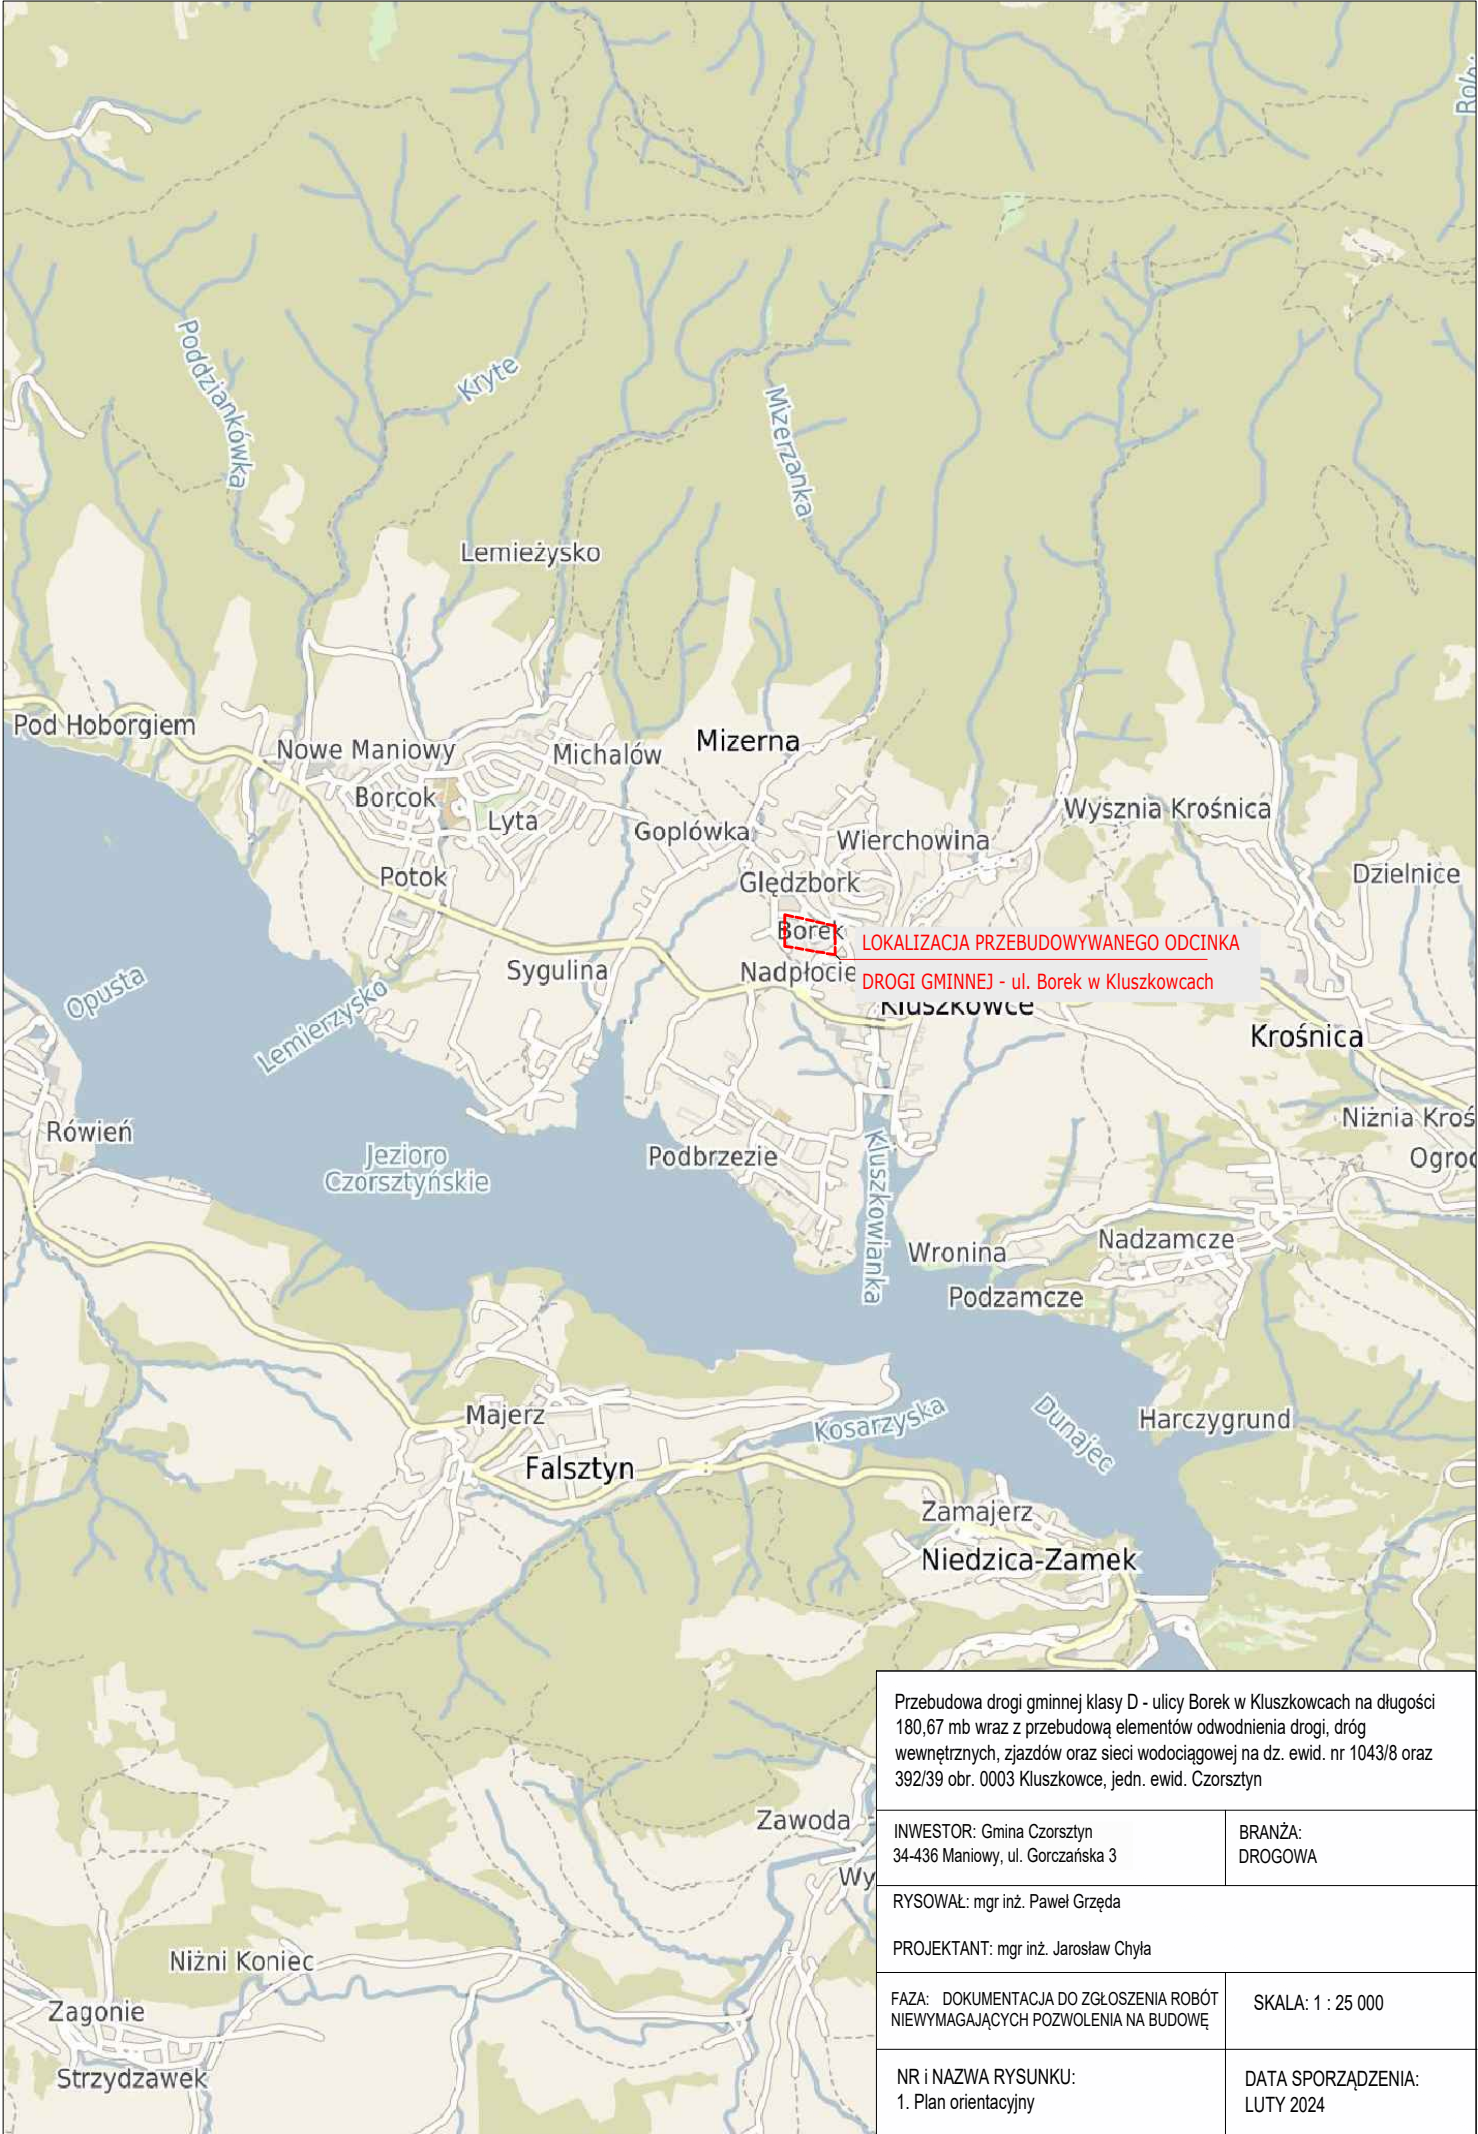 Poddziankówka
Kryte
Mizerzanka
Lemieżysko
Pod Hoborgiem
Nowe Maniowy
Michalów
Mizerna
Borcok
Lyta
Goplówka
Wierchowina
Wysznia Krośnica
Potok
Ględzbork
Dzielnice
Borek
LOKALIZACJA PRZEBUDOWYWANEGO ODCINKA
DROGI GMINNEJ - ul. Borek w Kluszkowcach
Sygulina
Nadpłocie
Opusta
Lemierzysko
Kluszkowce
Krośnica
Rówień
Niżnia Kroś
Ogrod
Jezioro
Czorsztyńskie
Podbrzezie
Kluszkowianka
Wronina
Nadzamcze
Podzamcze
Majerz
Kosarzyska
Dunajec
Harczygrund
Falsztyn
Zamajerz
Niedzica-Zamek
Zawoda
Wy
Niżni Koniec
Zagonie
Strzydzawek
Przebudowa drogi gminnej klasy D - ulicy Borek w Kluszkowcach na długości
180,67 mb wraz z przebudową elementów odwodnienia drogi, dróg
wewnętrznych, zjazdów oraz sieci wodociągowej na dz. ewid. nr 1043/8 oraz
392/39 obr. 0003 Kluszkowce, jedn. ewid. Czorsztyn
INWESTOR: Gmina Czorsztyn
34-436 Maniowy, ul. Gorczańska 3
BRANŻA:
DROGOWA
RYSOWAŁ: mgr inż. Paweł Grzęda
PROJEKTANT: mgr inż. Jarosław Chyła
FAZA: DOKUMENTACJA DO ZGŁOSZENIA ROBÓT
NIEWYMAGAJĄCYCH POZWOLENIA NA BUDOWĘ
SKALA: 1 : 25 000
NR i NAZWA RYSUNKU:
1. Plan orientacyjny
DATA SPORZĄDZENIA:
LUTY 2024